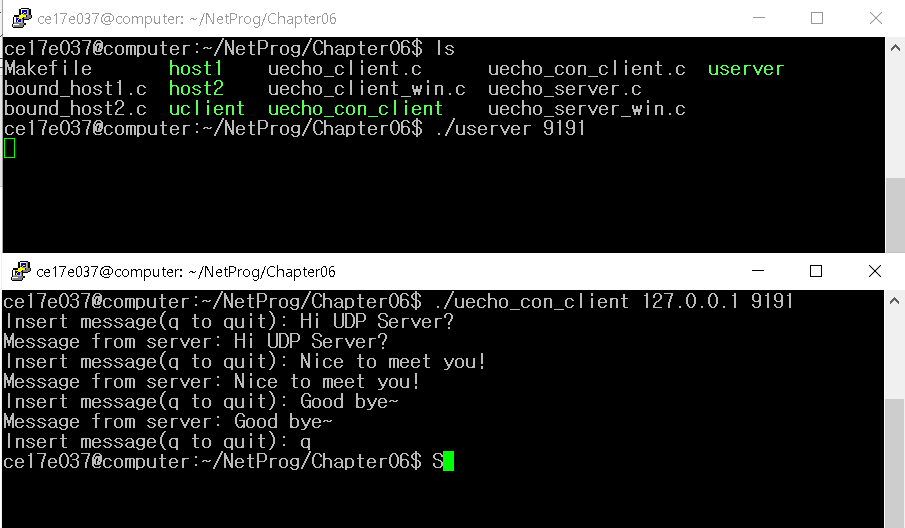 ce17e037@computer: ~/NetProg/Chapter06
ce17e037@computer:~/NetProg/Chapter06$ ls
Makefile host1 uecho_client.c uecho_con_client.c userver
bound_host1.c host2 uecho_client_win.c uecho_server.c
bound_host2.c uclient uecho_con_client uecho_server_win.c
ce17e037@computer:~/NetProg/Chapter06$ ./userver 9191
ce17e037@computer: ~/NetProg/Chapter06
ce17e037@computer:~/NetProg/Chapter06$ ./uecho_con_client 127.0.0.1 9191
Insert message(q to quit): Hi UDP Server?
Message from server: Hi UDP Server?
Insert message(q to quit): Nice to meet you!
Message from server: Nice to meet you!
Insert message(q to quit): Good bye~
Message from server: Good bye~
Insert message(q to quit): q
ce17e037@computer:~/NetProg/Chapter06$ S